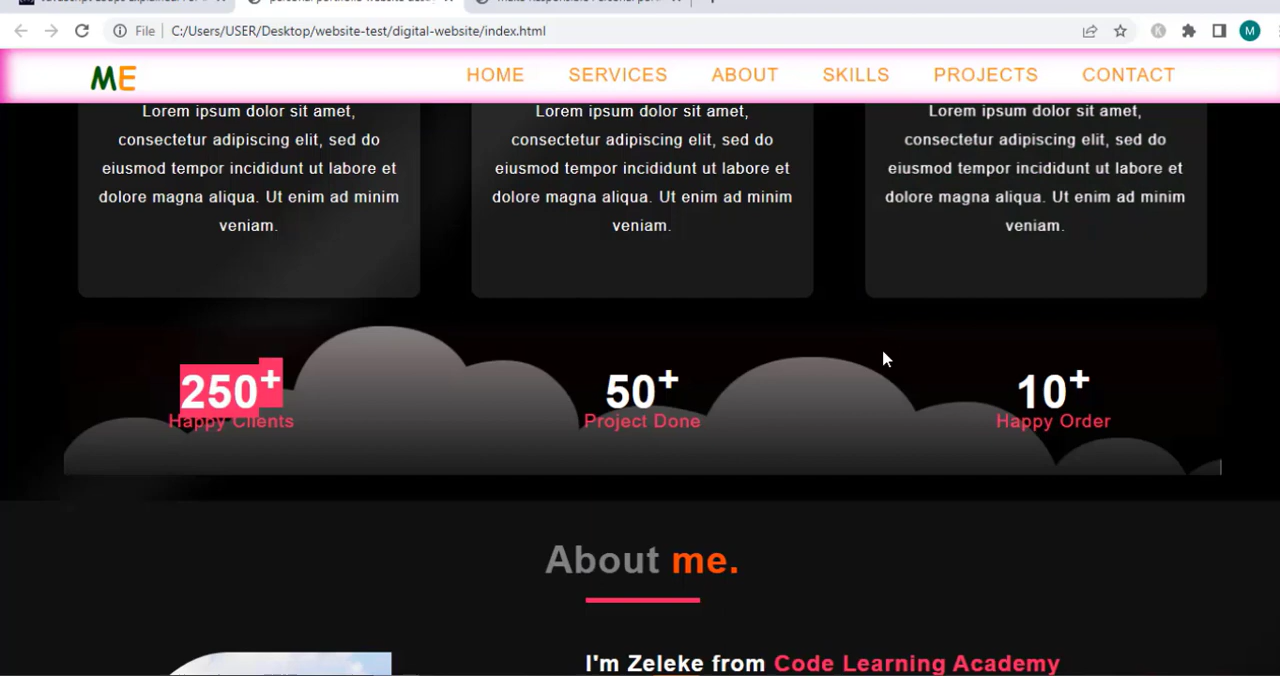 File C:/Users/USER/Desktop/website-test/digital-website/index.html
M
ME HOME SERVICES ABOUT SKILLS PROJECTS CONTACT
Lorem ipsum dolor sit amet,
consectetur adipiscing elit, sed do
eiusmod tempor incididunt ut labore et
dolore magna aliqua. Ut enim ad minim
veniam.
Lorem ipsum dolor sit amet,
consectetur adipiscing elit, sed do
eiusmod tempor incididunt ut labore et
dolore magna aliqua. Ut enim ad minim
veniam.
Lorem ipsum dolor sit amet,
consectetur adipiscing elit, sed do
eiusmod tempor incididunt ut labore et
dolore magna aliqua. Ut enim ad minim
veniam.
250+
Happy Clients
50+
Project Done
10+
Happy Order
About me.
I'm Zeleke from Code Learning Academy